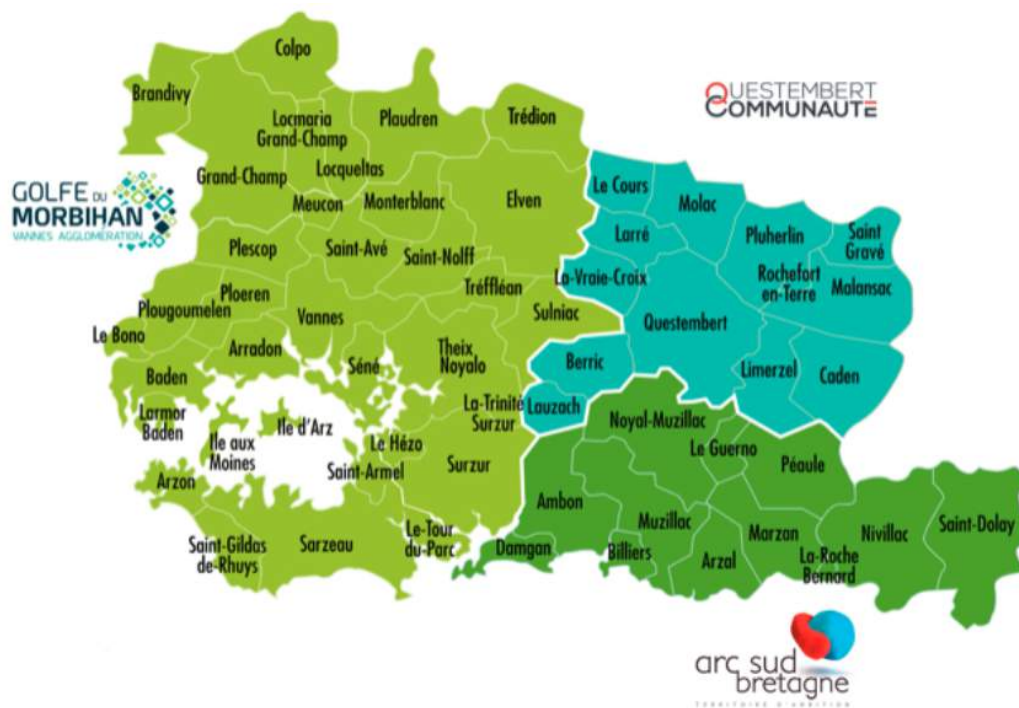 Colpo
Brandivy
QUESTEMBERT
COMMUNAUTÉ
Locmaria
Grand-Champ
Plaudren
Trédion
Locqueltas
GOLFE DU
MORBIHAN
VANNES AGGLOMÉRATION
Grand-Champ
Meucon
Monterblanc
Elven
Le Cours
Molac
Plescop
Saint-Avé
Saint-Nolff
Larré
Pluherlin
Saint
Gravé
La-Vraie-Croix
Rochefort
en-Terre
Malansac
Ploeren
Tréffléan
Plougoumelen
Vannes
Sulniac
Questembert
Le Bono
Arradon
Séné
Theix
Noyalo
Berric
Limerzel
Caden
Baden
Larmor
Baden
Ile d'Arz
La-Trinité
Surzur
Lauzach
Noyal-Muzillac
Ile aux
Moines
Le Hézo
Le Guerno
Péaule
Saint-Armel
Surzur
Arzon
Ambon
Muzillac
Marzan
Nivillac
Saint-Dolay
Saint-Gildas
de-Rhuys
Sarzeau
Le-Tour
du-Parc
Damgan
Billiers
Arzal
La-Roche
Bernard
arc sud
bretagne
TERRITOIRE D'AMBITION